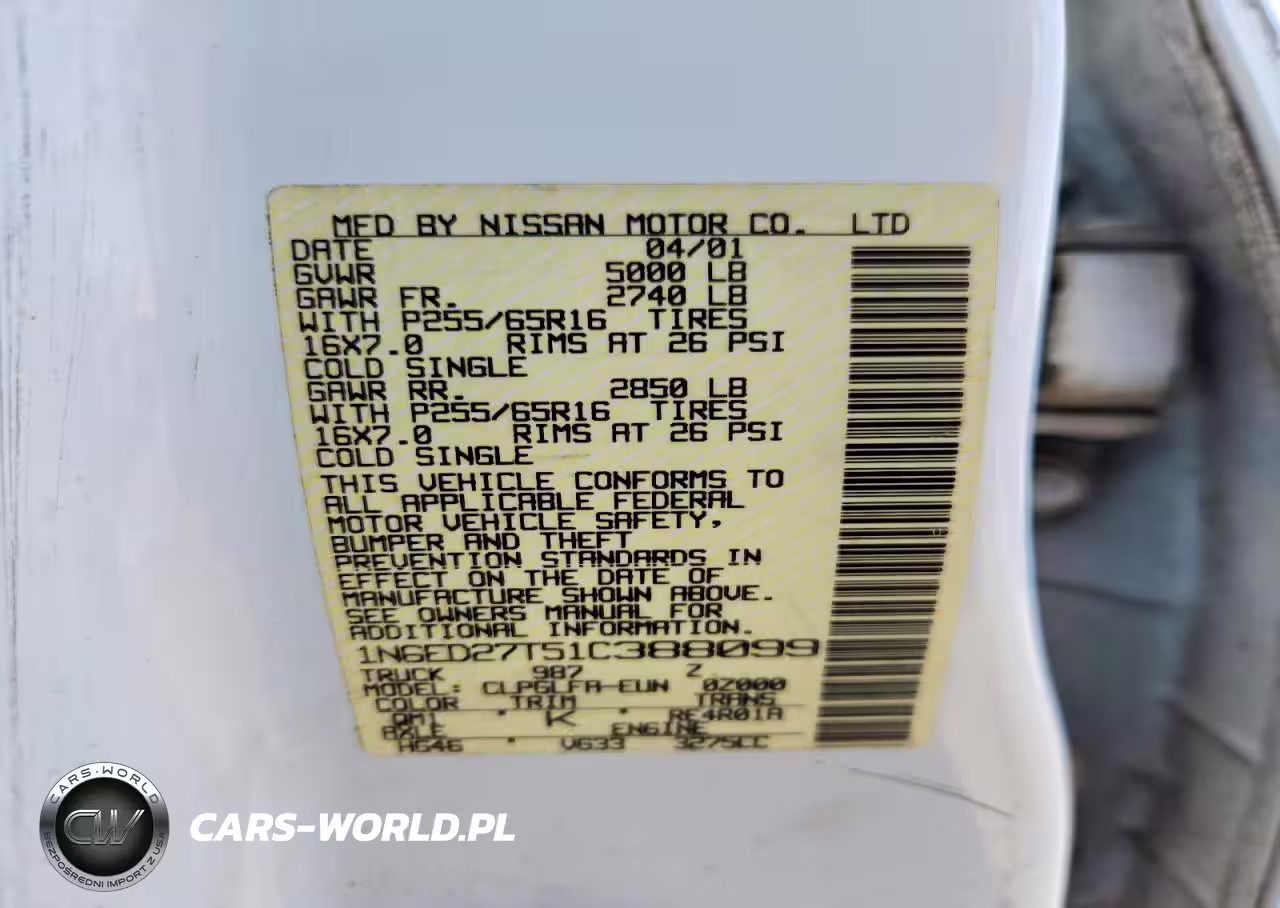 MFD BY NISSAN MOTOR CO. LTD
DATE 04/01
GVWR 5000 LB
GAWR FR. 2740 LB
WITH P255/65R16 TIRES
16X7.0 RIMS AT 26 PSI
COLD SINGLE
GAWR RR. 2850 LB
WITH P255/65R16 TIRES
16X7.0 RIMS AT 26 PSI
COLD SINGLE
THIS VEHICLE CONFORMS TO
ALL APPLICABLE FEDERAL
MOTOR VEHICLE SAFETY,
BUMPER AND THEFT
PREVENTION STANDARDS IN
EFFECT ON THE DATE OF
MANUFACTURE SHOWN ABOVE.
SEE OWNERS MANUAL FOR
ADDITIONAL INFORMATION.
1N6ED27T51C388099
TRUCK 987 Z
MODEL: CLPGLFA-EUN 0Z000
COLOR TRIM TRANS
QM1 * K * RE4R01A
AXLE ENGINE
HG46 * VG33 3275CC
CARS-WORLD
CW
BEZPOŚREDNI IMPORT Z USA
CARS-WORLD.PL